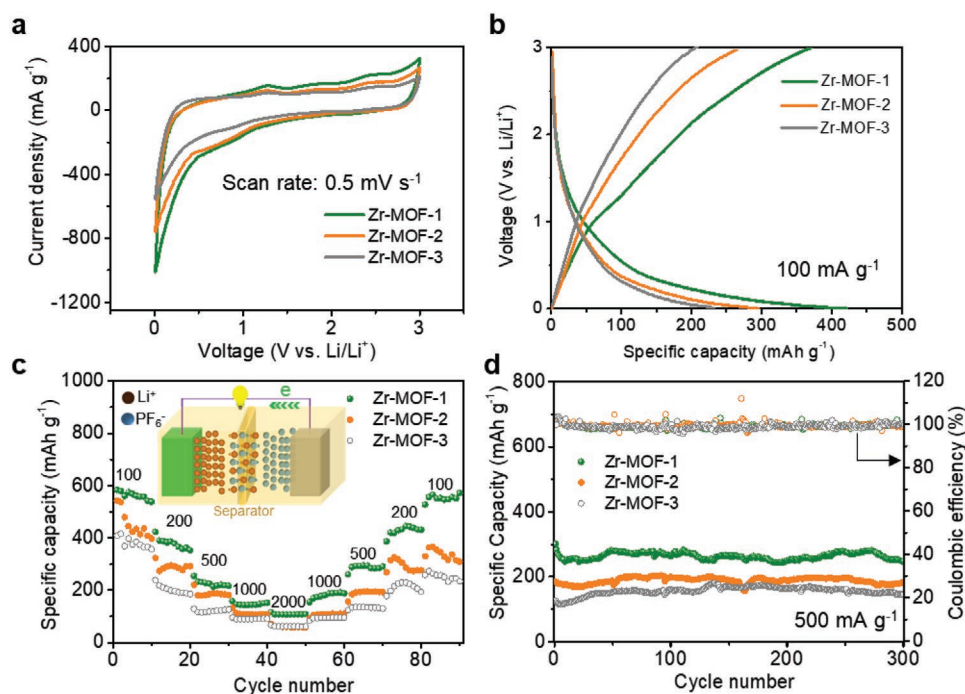 a
400
0
-400
-800
-1200
Current density (mA g⁻¹)
Scan rate: 0.5 mV s⁻¹
Zr-MOF-1
Zr-MOF-2
Zr-MOF-3
0 1 2 3
Voltage (V vs. Li/Li⁺)
b
3
2
1
0
Voltage (V vs. Li/Li⁺)
Zr-MOF-1
Zr-MOF-2
Zr-MOF-3
100 mA g⁻¹
0 100 200 300 400 500
Specific capacity (mAh g⁻¹)
c
1000
800
600
400
200
0
Specific capacity (mAh g⁻¹)
Li⁺
PF₆⁻
e
Separator
Zr-MOF-1
Zr-MOF-2
Zr-MOF-3
100
200
500
1000
2000
1000
500
200
100
0 20 40 60 80
Cycle number
d
800
600
400
200
0
Specific Capacity (mAh g⁻¹)
Zr-MOF-1
Zr-MOF-2
Zr-MOF-3
500 mA g⁻¹
120
100
80
60
40
20
0
Coulombic efficiency (%)
0 100 200 300
Cycle number